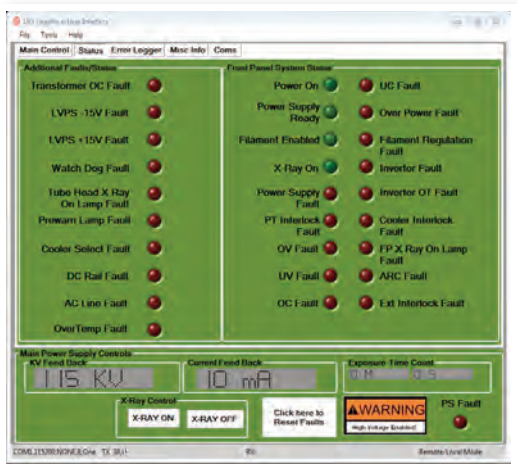 File Tools Help
Main Control Status Error Logger Misc Info Coms
Additional Faults/Status
Front Panel System Status
Transformer OC Fault
Power On
UC Fault
LVPS -15V Fault
Power Supply
Ready
Over Power Fault
LVPS +15V Fault
Filament Enabled
Filament Regulation
Fault
Watch Dog Fault
X-Ray On
Invertor Fault
Tube Head X Ray
On Lamp Fault
Power Supply
Fault
Invertor OT Fault
Prewarn Lamp Fault
PT Interlock
Fault
Cooler Interlock
Fault
Cooler Select Fault
OV Fault
FP X Ray On Lamp
Fault
DC Rail Fault
UV Fault
ARC Fault
AC Line Fault
OC Fault
Ext Interlock Fault
OverTemp Fault
Main Power Supply Controls
KV Feed Back
Current Feed Back
Exposure Time Count
115 KV
10 mA
0 M 0 S
X-Ray Control
X-RAY ON
X-RAY OFF
Click here to
Reset Faults
WARNING
High Voltage Enabled!
PS Fault
Remote/Local Mode